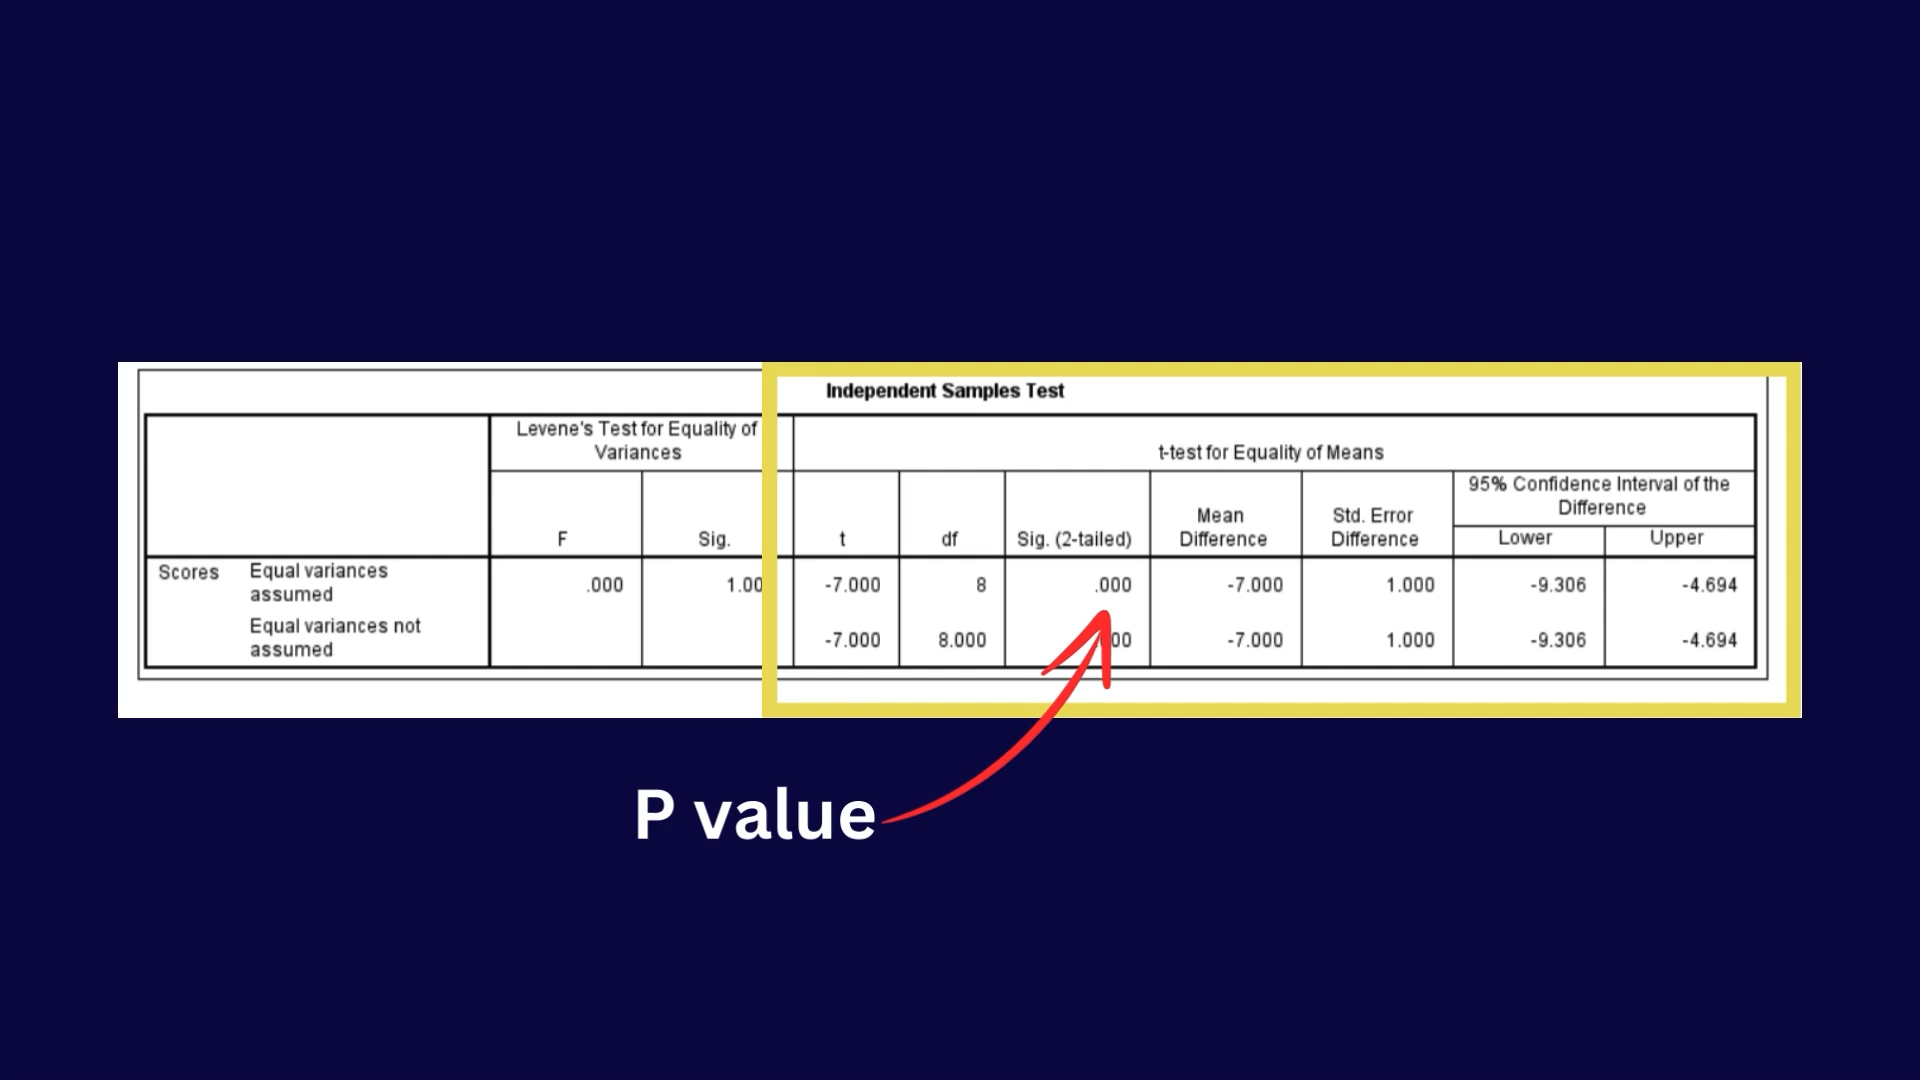 Independent Samples Test
Levene's Test for Equality of
Variances
t-test for Equality of Means
F
Sig.
t
df
Sig. (2-tailed)
Mean
Difference
Std. Error
Difference
95% Confidence Interval of the
Difference
Lower
Upper
Scores
Equal variances
assumed
.000
1.00
-7.000
8
.000
-7.000
1.000
-9.306
-4.694
Equal variances not
assumed
-7.000
8.000
00
-7.000
1.000
-9.306
-4.694
P value